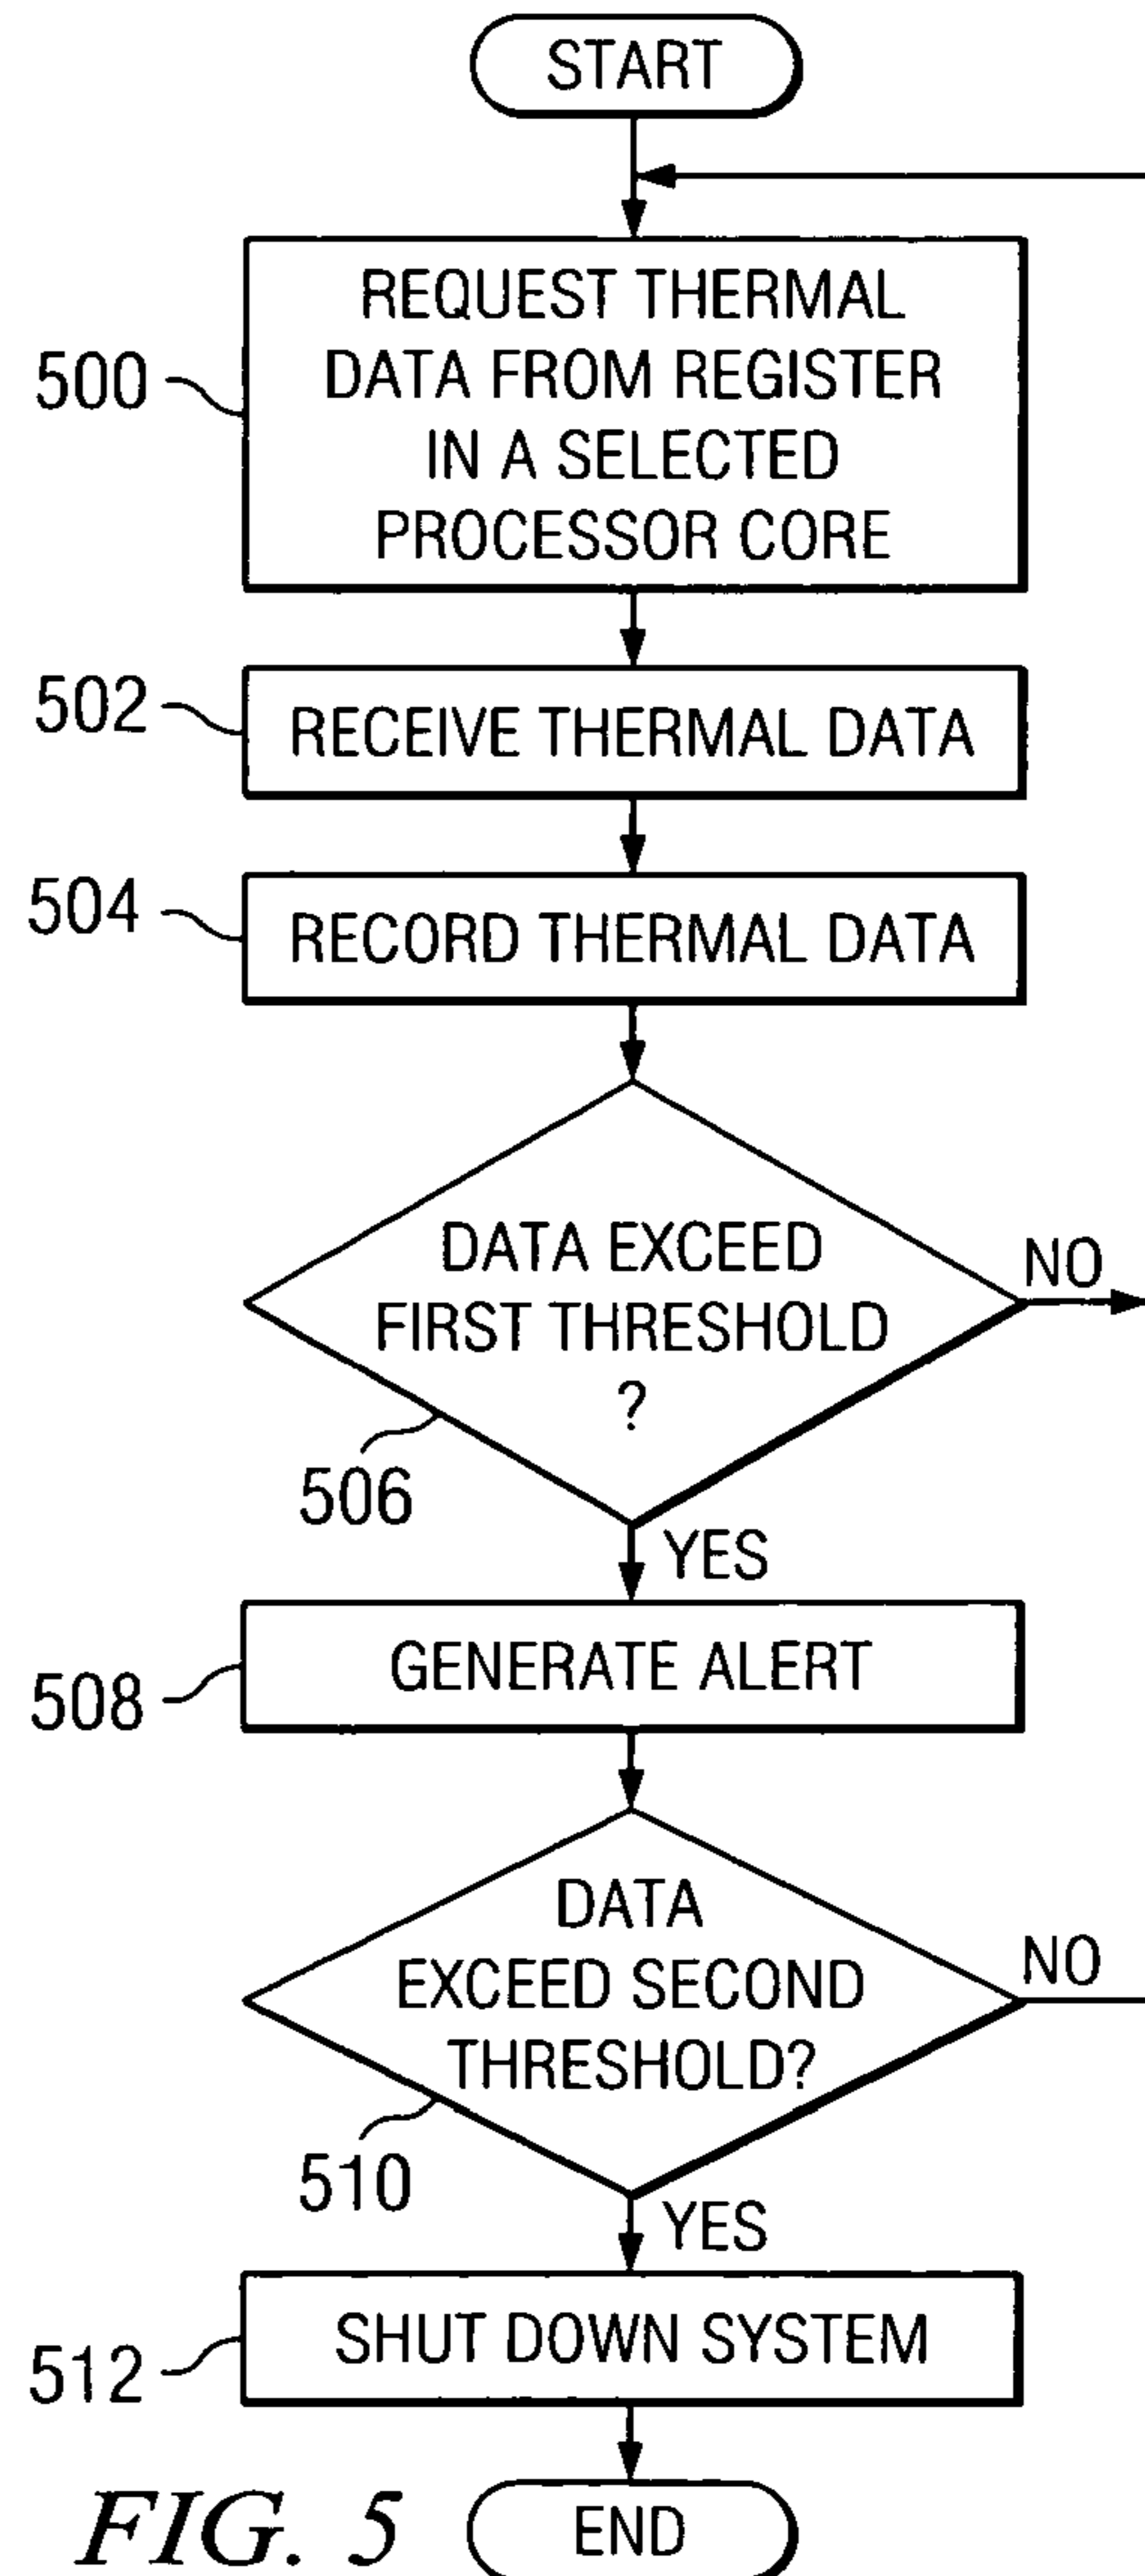 START
REQUEST THERMAL
DATA FROM REGISTER
IN A SELECTED
PROCESSOR CORE
500
502
RECEIVE THERMAL DATA
504
RECORD THERMAL DATA
DATA EXCEED
FIRST THRESHOLD
?
NO
506
YES
GENERATE ALERT
508
DATA
EXCEED SECOND
THRESHOLD?
NO
510
YES
SHUT DOWN SYSTEM
512
FIG. 5
END